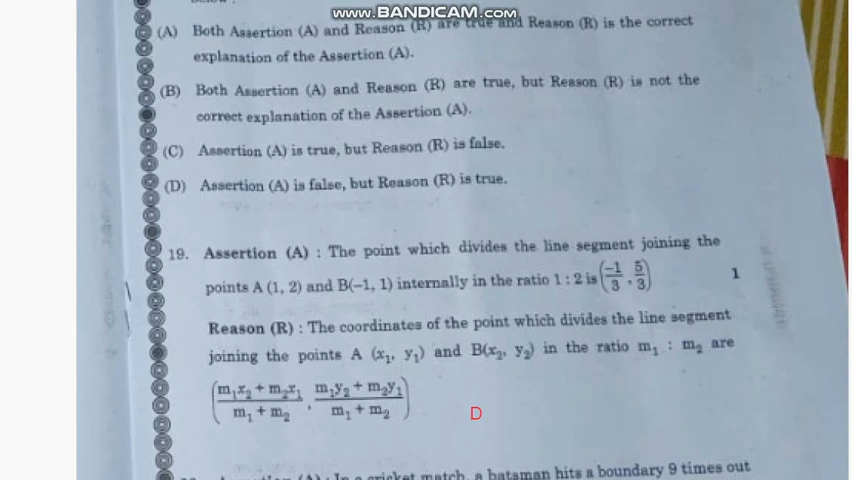 www.BANDICAM.com
(A) Both Assertion (A) and Reason (R) are true and Reason (R) is the correct
explanation of the Assertion (A).
(B) Both Assertion (A) and Reason (R) are true, but Reason (R) is not the
correct explanation of the Assertion (A).
(C) Assertion (A) is true, but Reason (R) is false.
(D) Assertion (A) is false, but Reason (R) is true.
19. Assertion (A) : The point which divides the line segment joining the
points A (1, 2) and B(−1, 1) internally in the ratio 1 : 2 is (−1/3, 5/3) 1
Reason (R) : The coordinates of the point which divides the line segment
joining the points A (x₁, y₁) and B(x₂, y₂) in the ratio m₁ : m₂ are
((m₁x₂ + m₂x₁)/(m₁ + m₂), (m₁y₂ + m₂y₁)/(m₁ + m₂))
D
(A) : In a cricket match, a batsman hits a boundary 9 times out